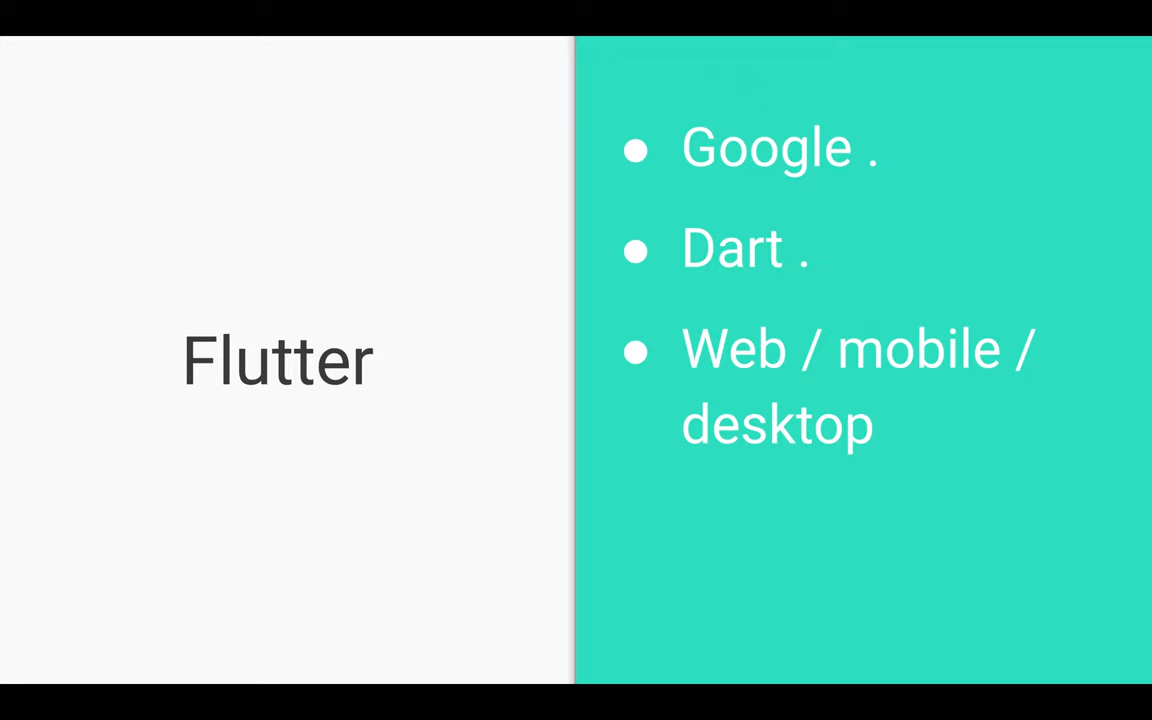 Flutter
● Google .
● Dart .
● Web / mobile /
desktop